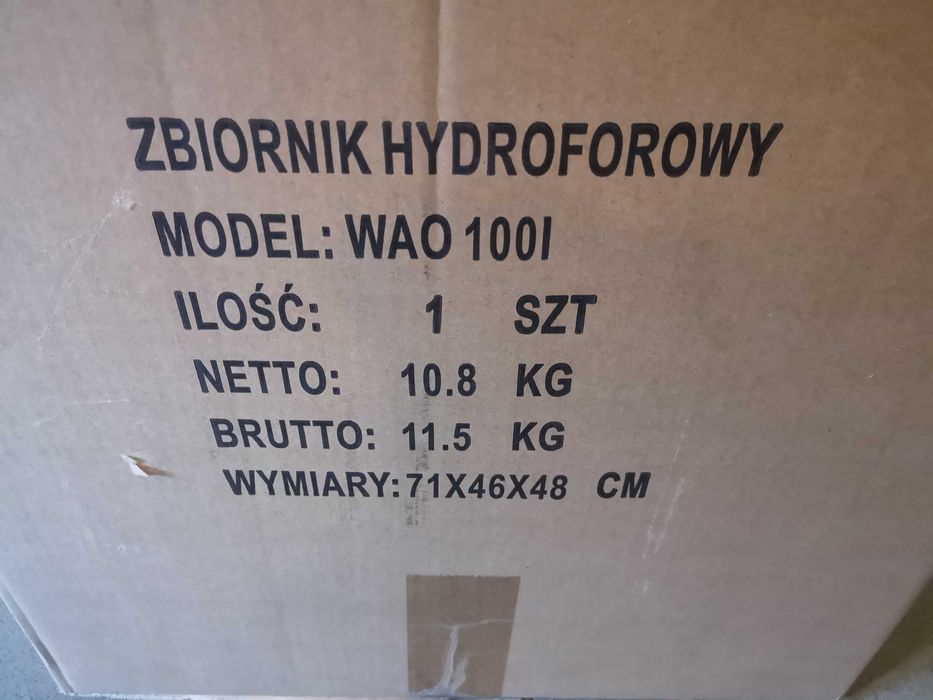 ZBIORNIK HYDROFOROWY
MODEL: WAO 100l
ILOŚĆ: 1 SZT
NETTO: 10.8 KG
BRUTTO: 11.5 KG
WYMIARY: 71X46X48 CM